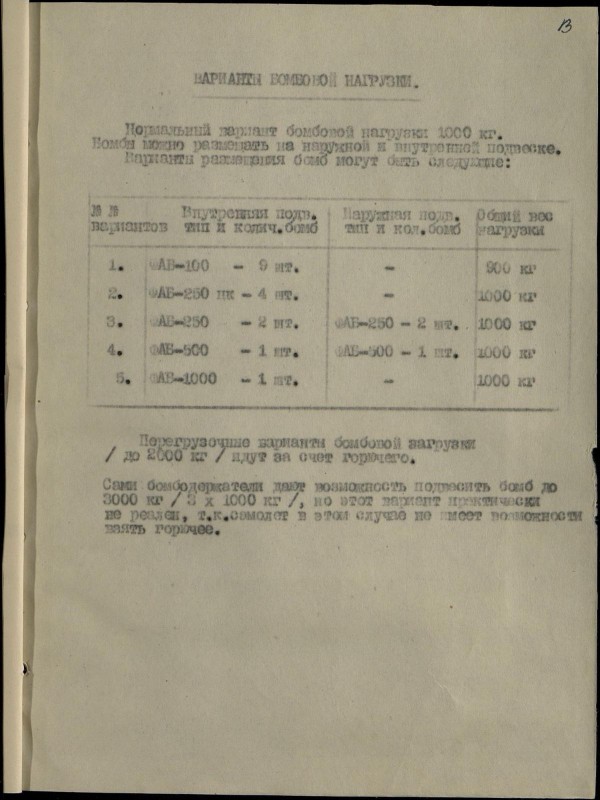 13
ВАРИАНТЫ БОМБОВОЙ НАГРУЗКИ.
Нормальный вариант бомбовой нагрузки 1000 кг.
Бомбы можно размещать на наружной и внутренней подвеске.
Варианты размещения бомб могут быть следующие:
№ № Внутренняя подв. Наружная подв. Общий вес
вариантов тип и колич.бомб тип и кол.бомб нагрузки
1. ФАБ-100 - 9 шт. - 900 кг
2. ФАБ-250 цк - 4 шт. - 1000 кг
3. ФАБ-250 - 2 шт. ФАБ-250 - 2 шт. 1000 кг
4. ФАБ-500 - 1 шт. ФАБ-500 - 1 шт. 1000 кг
5. ФАБ-1000 - 1 шт. - 1000 кг
Перегрузочные варианты бомбовой загрузки
/ до 2000 кг / идут за счет горючего.
Сами бомбодержатели дают возможность подвесить бомб до
3000 кг / 3 х 1000 кг /, но этот вариант практически
не реален, т.к.самолет в этом случае не имеет возможности
взять горючее.